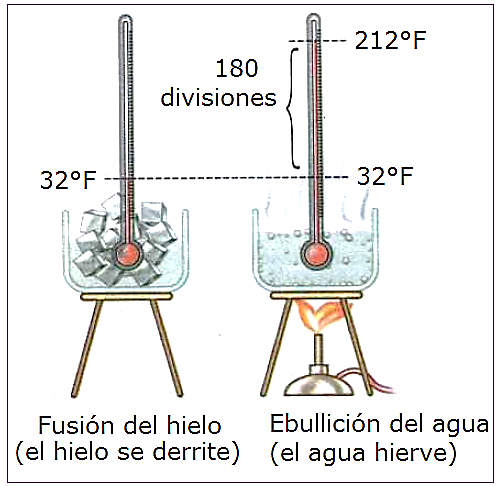 212°F
180
divisiones
32°F
32°F
Fusión del hielo
(el hielo se derrite)
Ebullición del agua
(el agua hierve)